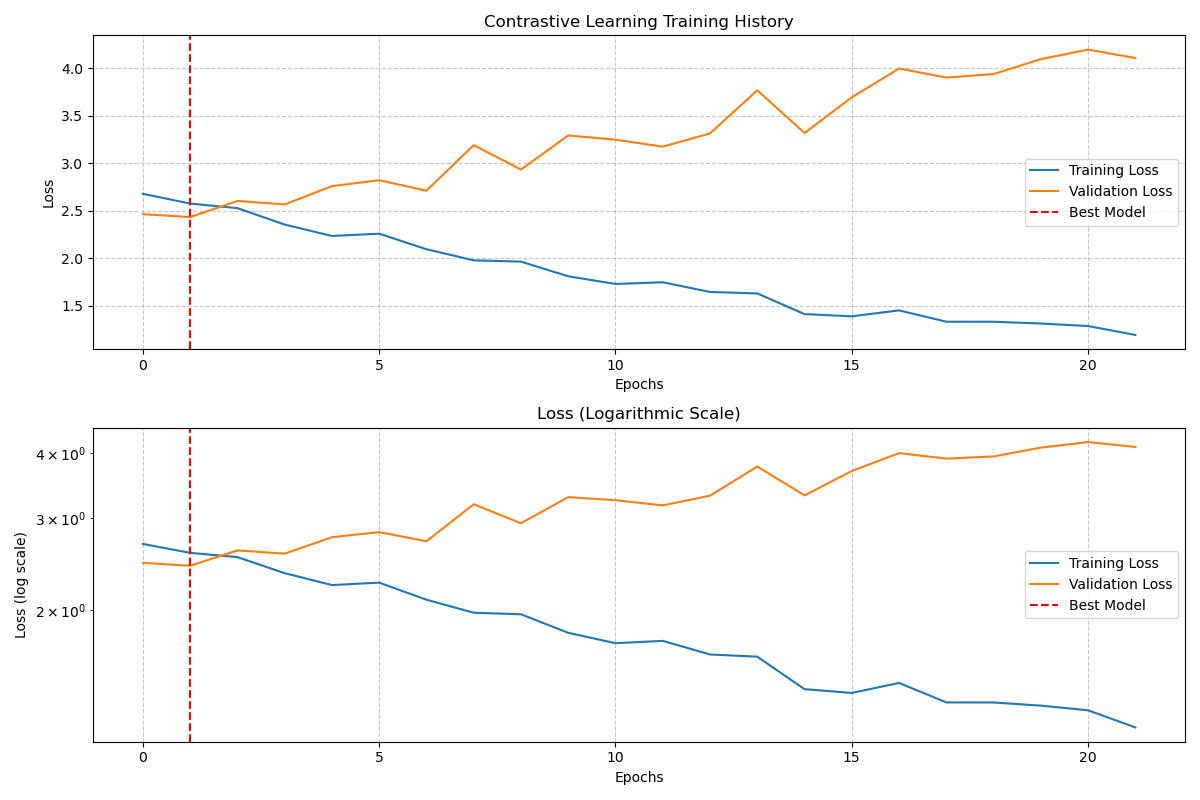 Contrastive Learning Training History
Loss
4.0
3.5
3.0
2.5
2.0
1.5
Training Loss
Validation Loss
Best Model
0 5 10 15 20
Epochs
Loss (Logarithmic Scale)
Loss (log scale)
4 × 10⁰
3 × 10⁰
2 × 10⁰
Training Loss
Validation Loss
Best Model
0 5 10 15 20
Epochs